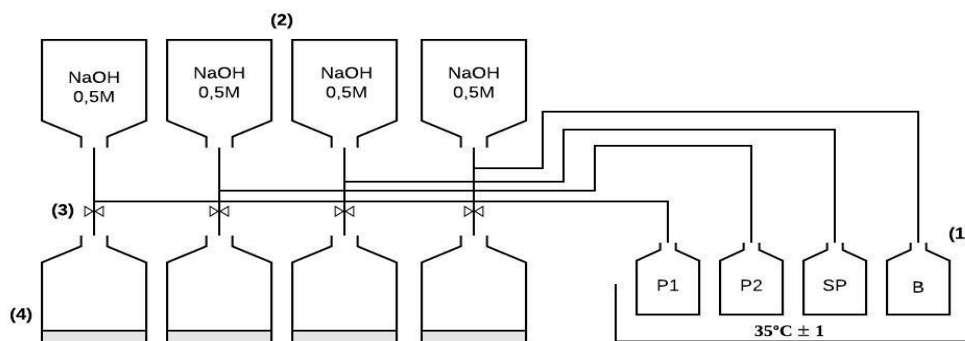 (2)
NaOH
0,5M
NaOH
0,5M
NaOH
0,5M
NaOH
0,5M
(3)
(1
P1
P2
SP
B
(4)
35°C ± 1